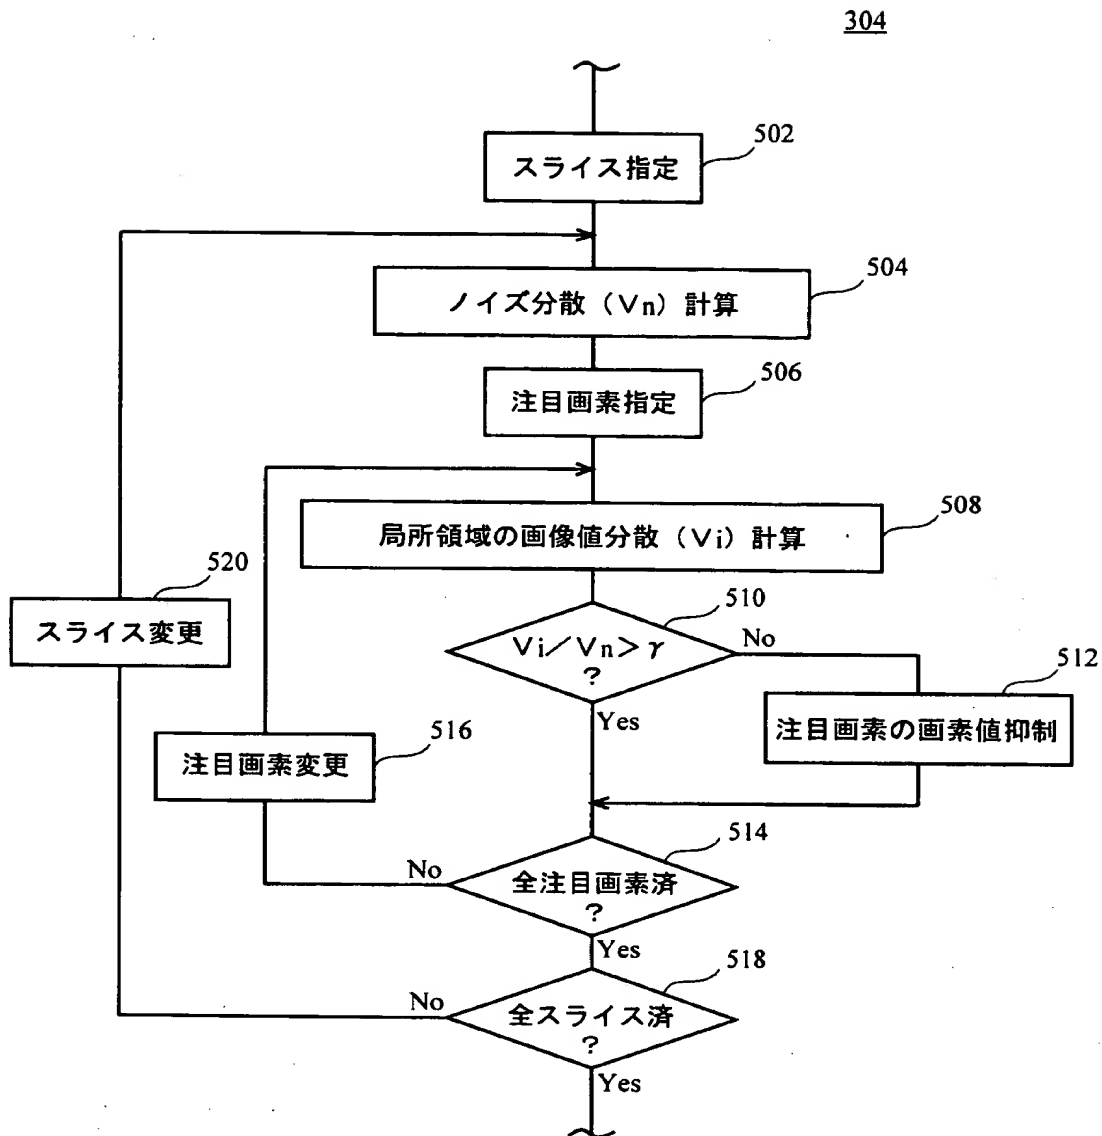 304
502
スライス指定
504
ノイズ分散（Vn）計算
506
注目画素指定
508
局所領域の画像値分散（Vi）計算
520
スライス変更
510
Vi／Vn＞γ
？
No
Yes
512
注目画素の画素値抑制
516
注目画素変更
514
全注目画素済
？
No
Yes
518
全スライス済
？
No
Yes